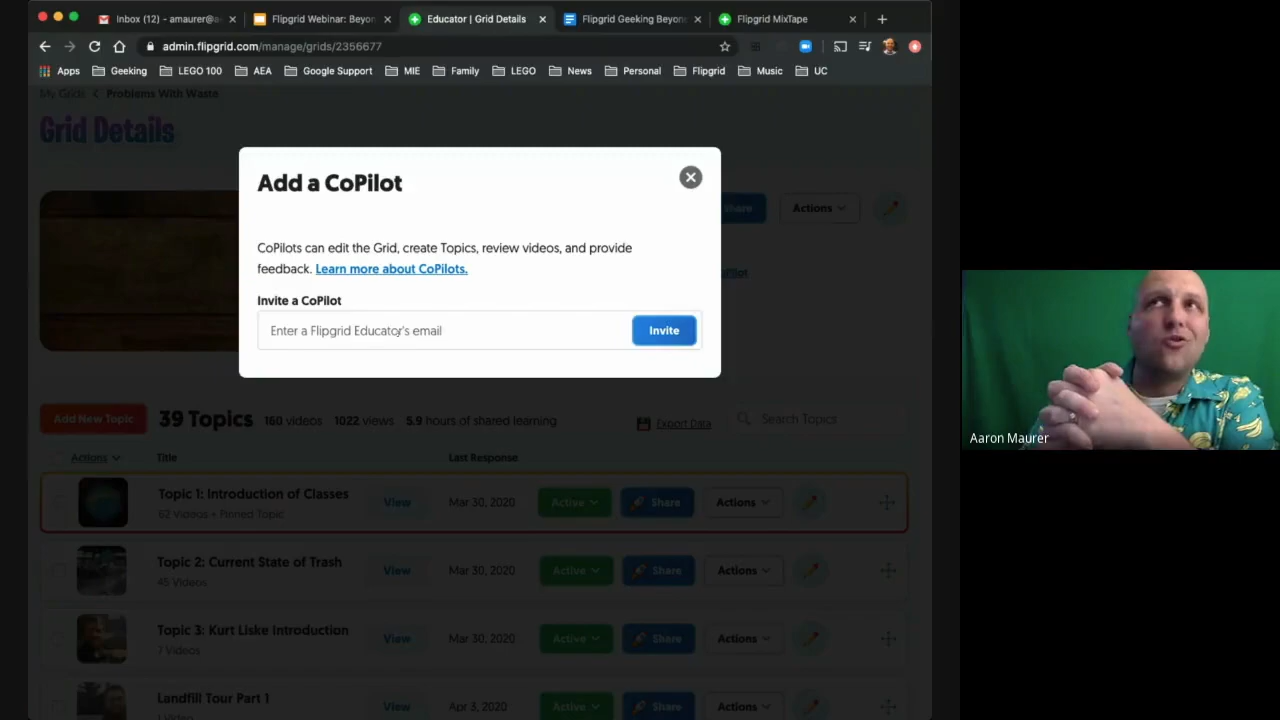 Inbox (12) - amaurer@a
Flipgrid Webinar: Beyon
Educator | Grid Details
Flipgrid Geeking Beyon
Flipgrid MixTape
admin.flipgrid.com/manage/grids/2356677
Apps Geeking LEGO 100 AEA Google Support MIE Family LEGO News Personal Flipgrid Music UC
My Grids < Problems With Waste
Grid Details
Add a CoPilot
Share Actions
CoPilots can edit the Grid, create Topics, review videos, and provide
feedback. Learn more about CoPilots.
Invite a CoPilot
Enter a Flipgrid Educator's email Invite
Add New Topic 39 Topics 160 videos 1022 views 5.9 hours of shared learning Export Data Search Topics
Actions Title Last Response
Topic 1: Introduction of Classes View Mar 30, 2020 Active Share Actions
62 Videos + Pinned Topic
Topic 2: Current State of Trash View Mar 30, 2020 Active Share Actions
45 Videos
Topic 3: Kurt Liske Introduction View Mar 30, 2020 Active Share Actions
7 Videos
Landfill Tour Part 1 View Apr 3, 2020 Active Share Actions
1 Video
Aaron Maurer